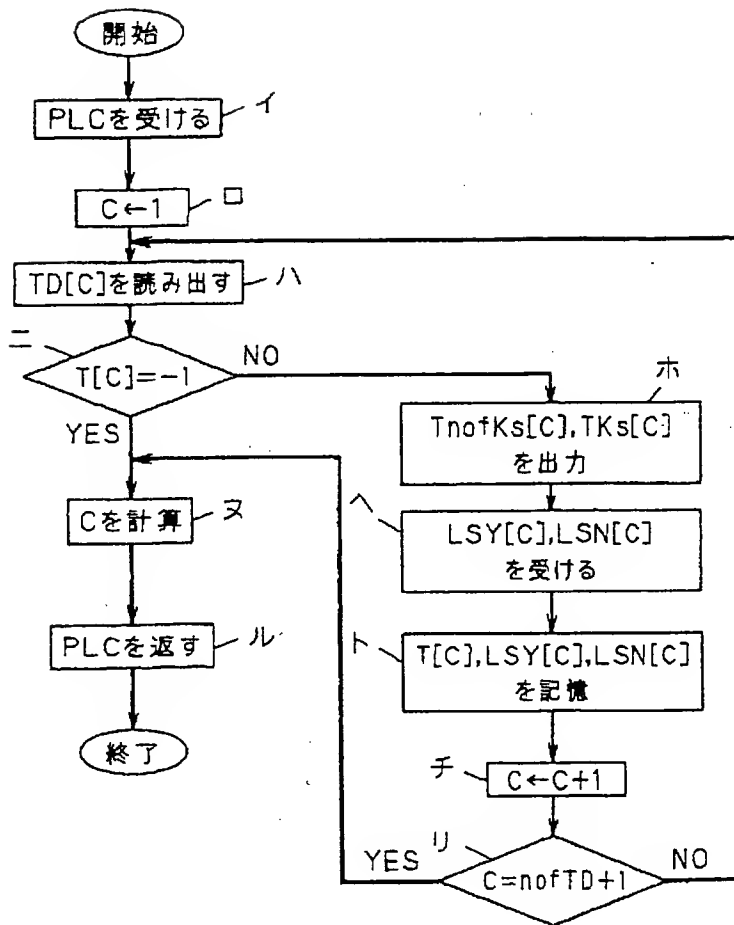 開始
PLCを受ける
イ
C←1
ロ
TD[C]を読み出す
ハ
ニ
T[C]=-1
NO
YES
ホ
TnofKs[C],TKs[C]
を出力
ヘ
LSY[C],LSN[C]
を受ける
ト
T[C],LSY[C],LSN[C]
を記憶
チ
C←C+1
リ
C=nofTD+1
YES
NO
Cを計算
ヌ
PLCを返す
ル
終了